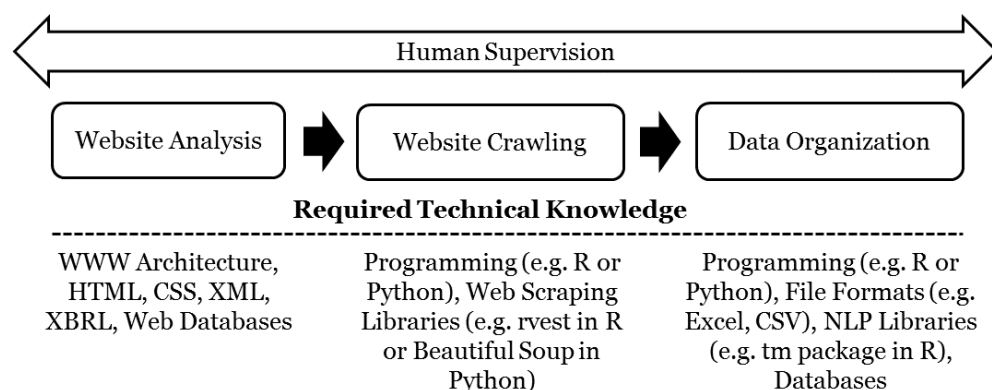 Human Supervision
Website Analysis
Website Crawling
Data Organization
Required Technical Knowledge
WWW Architecture,
HTML, CSS, XML,
XBRL, Web Databases
Programming (e.g. R or
Python), Web Scraping
Libraries (e.g. rvest in R
or Beautiful Soup in
Python)
Programming (e.g. R or
Python), File Formats (e.g.
Excel, CSV), NLP Libraries
(e.g. tm package in R),
Databases